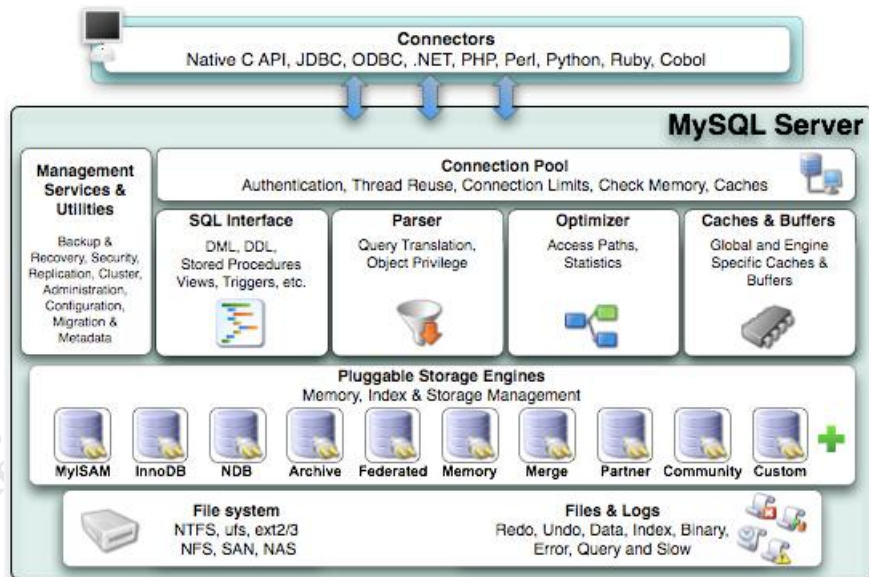 Connectors
Native C API, JDBC, ODBC, .NET, PHP, Perl, Python, Ruby, Cobol
MySQL Server
Management
Services &
Utilities
Backup &
Recovery, Security,
Replication, Cluster,
Administration,
Configuration,
Migration &
Metadata
Connection Pool
Authentication, Thread Reuse, Connection Limits, Check Memory, Caches
SQL Interface
DML, DDL,
Stored Procedures
Views, Triggers, etc.
Parser
Query Translation,
Object Privilege
Optimizer
Access Paths,
Statistics
Caches & Buffers
Global and Engine
Specific Caches &
Buffers
Pluggable Storage Engines
Memory, Index & Storage Management
MyISAM
InnoDB
NDB
Archive
Federated
Memory
Merge
Partner
Community
Custom
File system
NTFS, ufs, ext2/3
NFS, SAN, NAS
Files & Logs
Redo, Undo, Data, Index, Binary,
Error, Query and Slow